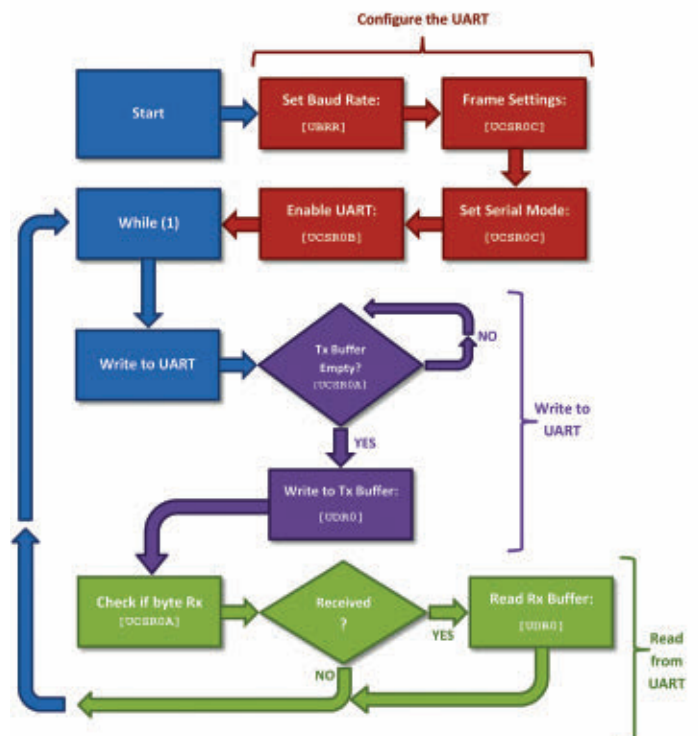 Configure the UART
Start
Set Baud Rate:
[UBRR]
Frame Settings:
[UCSR0C]
While (1)
Enable UART:
[UCSR0B]
Set Serial Mode:
[UCSR0C]
Write to UART
Tx Buffer
Empty?
[UCSR0A]
NO
YES
Write to
UART
Write to Tx Buffer:
[UDR0]
Check if byte Rx
[UCSR0A]
Received
?
YES
NO
Read Rx Buffer:
[UDR0]
Read
from
UART